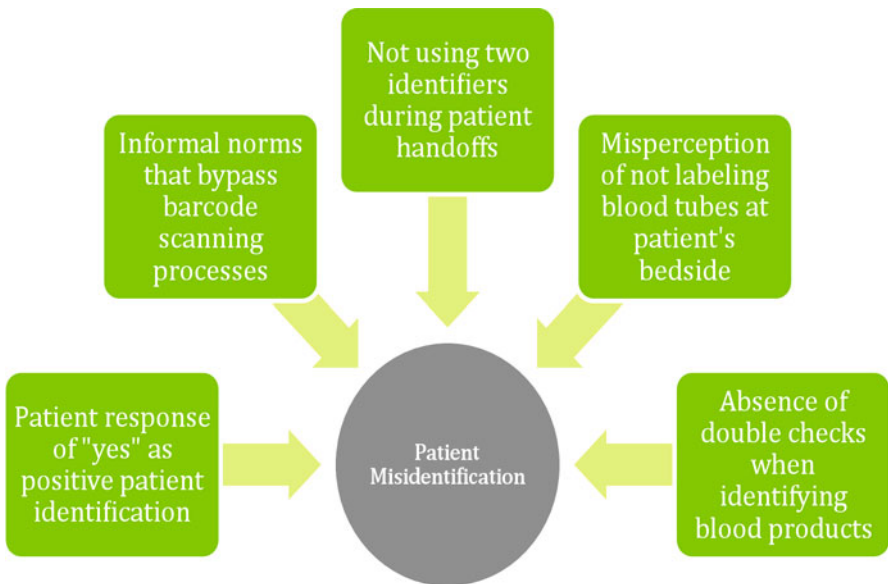 Patient response
of "yes" as
positive patient
identification
Informal norms
that bypass
barcode
scanning
processes
Not using two
identifiers
during patient
handoffs
Misperception
of not labeling
blood tubes at
patient's
bedside
Absence of
double checks
when
identifying
blood products
Patient
Misidentification